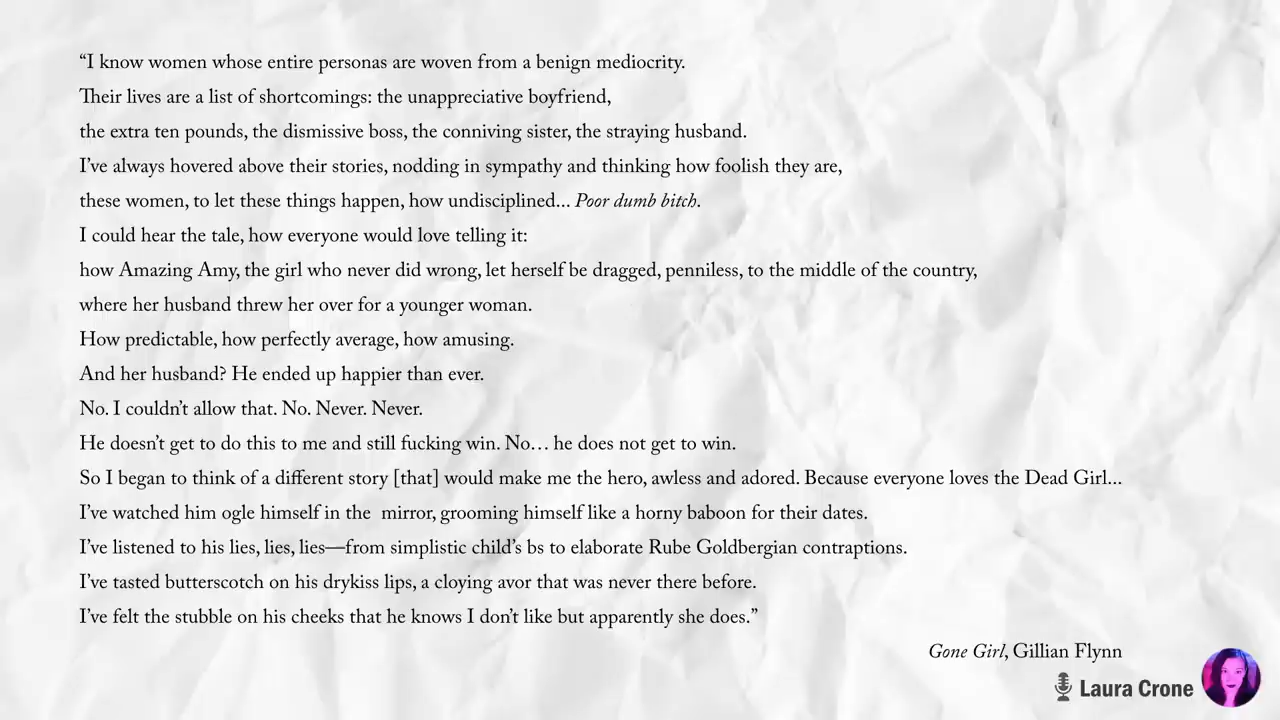 “I know women whose entire personas are woven from a benign mediocrity.
Their lives are a list of shortcomings: the unappreciative boyfriend,
the extra ten pounds, the dismissive boss, the conniving sister, the straying husband.
I’ve always hovered above their stories, nodding in sympathy and thinking how foolish they are,
these women, to let these things happen, how undisciplined... Poor dumb bitch.
I could hear the tale, how everyone would love telling it:
how Amazing Amy, the girl who never did wrong, let herself be dragged, penniless, to the middle of the country,
where her husband threw her over for a younger woman.
How predictable, how perfectly average, how amusing.
And her husband? He ended up happier than ever.
No. I couldn’t allow that. No. Never. Never.
He doesn’t get to do this to me and still fucking win. No… he does not get to win.
So I began to think of a different story [that] would make me the hero, awless and adored. Because everyone loves the Dead Girl...
I’ve watched him ogle himself in the  mirror, grooming himself like a horny baboon for their dates.
I’ve listened to his lies, lies, lies—from simplistic child’s bs to elaborate Rube Goldbergian contraptions.
I’ve tasted butterscotch on his drykiss lips, a cloying avor that was never there before.
I’ve felt the stubble on his cheeks that he knows I don’t like but apparently she does.”
Gone Girl, Gillian Flynn
Laura Crone